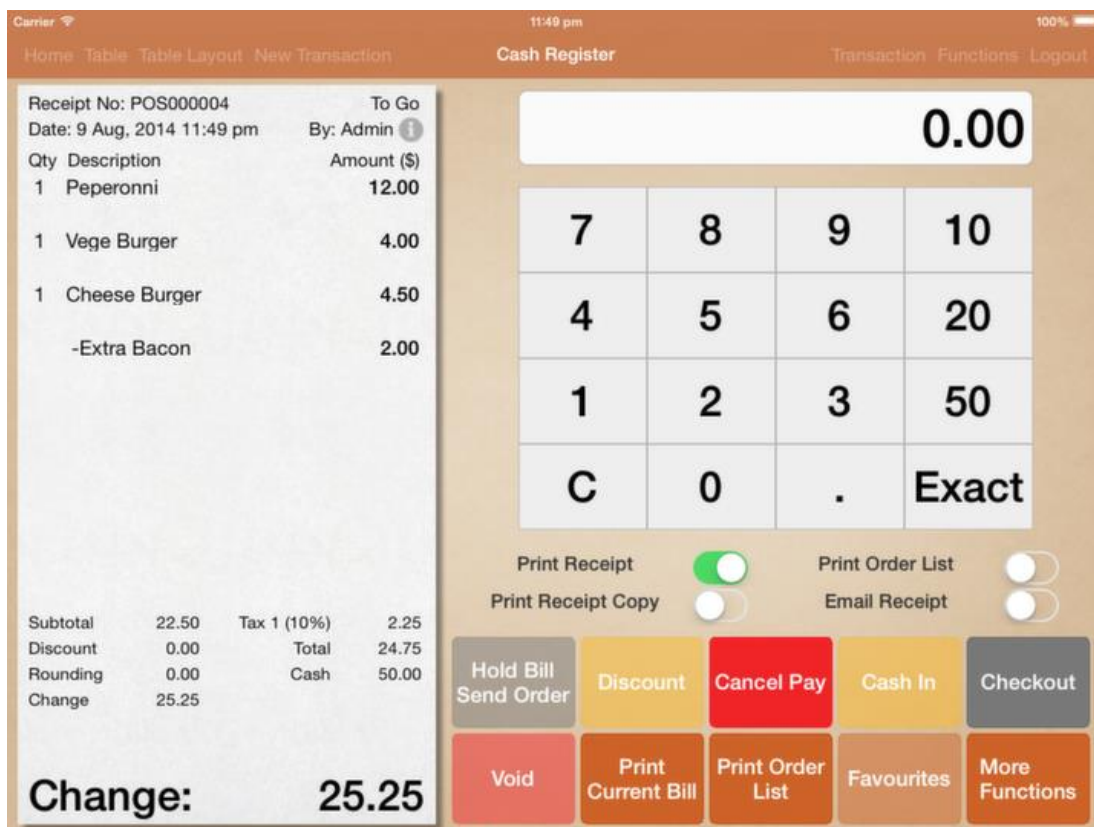 Carrier 11:49 pm 100%
Home Table Table Layout New Transaction Cash Register Transaction Functions Logout
Receipt No: POS000004 To Go
Date: 9 Aug, 2014 11:49 pm By: Admin i
Qty Description Amount ($)
1 Peperonni 12.00
1 Vege Burger 4.00
1 Cheese Burger 4.50
-Extra Bacon 2.00
Subtotal 22.50 Tax 1 (10%) 2.25
Discount 0.00 Total 24.75
Rounding 0.00 Cash 50.00
Change 25.25
Change: 25.25
0.00
7 8 9 10
4 5 6 20
1 2 3 50
C 0 . Exact
Print Receipt Print Order List
Print Receipt Copy Email Receipt
Hold Bill
Send Order
Discount
Cancel Pay
Cash In
Checkout
Void
Print
Current Bill
Print Order
List
Favourites
More
Functions